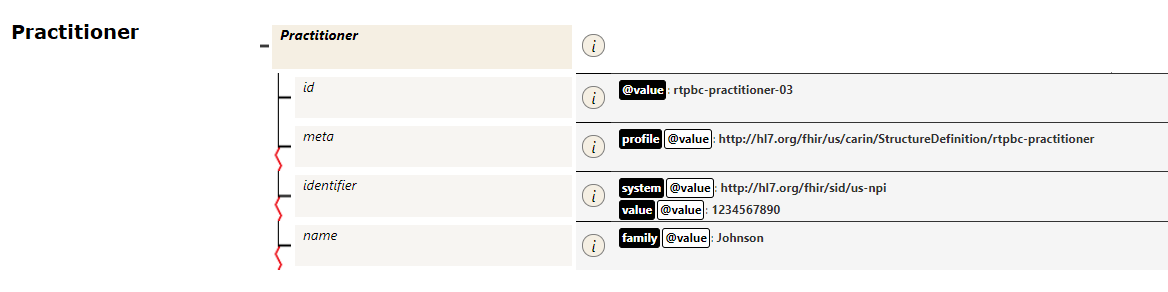 Practitioner
Practitioner i
id i @value: rtpbc-practitioner-03
meta i profile @value: http://hl7.org/fhir/us/carin/StructureDefinition/rtpbc-practitioner
identifier i system @value: http://hl7.org/fhir/sid/us-npi
value @value: 1234567890
name i family @value: Johnson